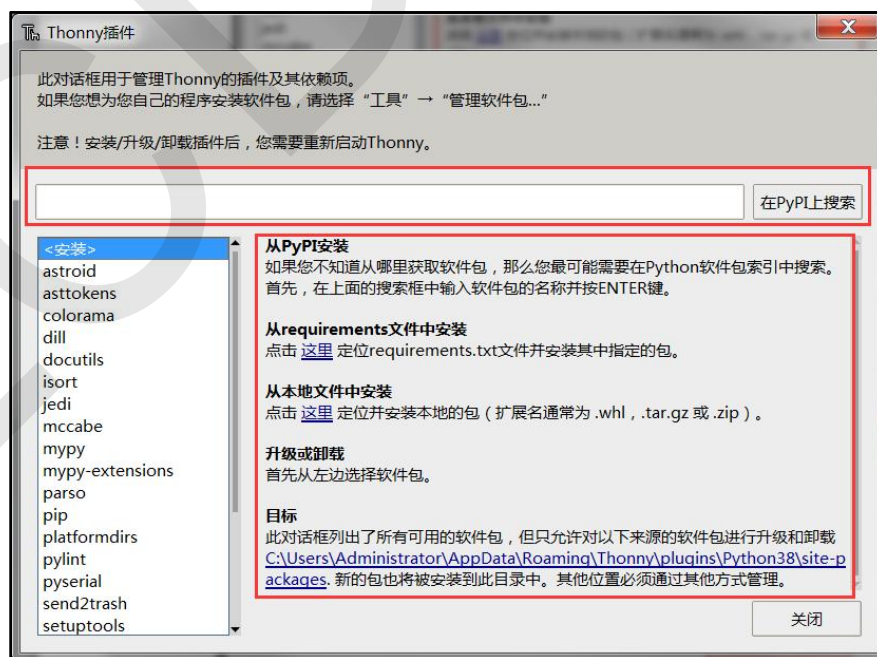 Thonny插件
此对话框用于管理Thonny的插件及其依赖项。
如果您想为您自己的程序安装软件包，请选择“工具”→“管理软件包...”
注意！安装/升级/卸载插件后，您需要重新启动Thonny。
在PyPI上搜索
<安装>
astroid
asttokens
colorama
dill
docutils
isort
jedi
mccabe
mypy
mypy-extensions
parso
pip
platformdirs
pylint
pyserial
send2trash
setuptools
从PyPI安装
如果您不知道从哪里获取软件包，那么您最可能需要在Python软件包索引中搜索。
首先，在上面的搜索框中输入软件包的名称并按ENTER键。
从requirements文件中安装
点击 这里 定位requirements.txt文件并安装其中指定的包。
从本地文件中安装
点击 这里 定位并安装本地的包（扩展名通常为 .whl，.tar.gz 或 .zip）。
升级或卸载
首先从左边选择软件包。
目标
此对话框列出了所有可用的软件包，但只允许对以下来源的软件包进行升级和卸载
C:\Users\Administrator\AppData\Roaming\Thonny\plugins\Python38\site-p
ackages. 新的包也将被安装到此目录中。其他位置必须通过其他方式管理。
关闭